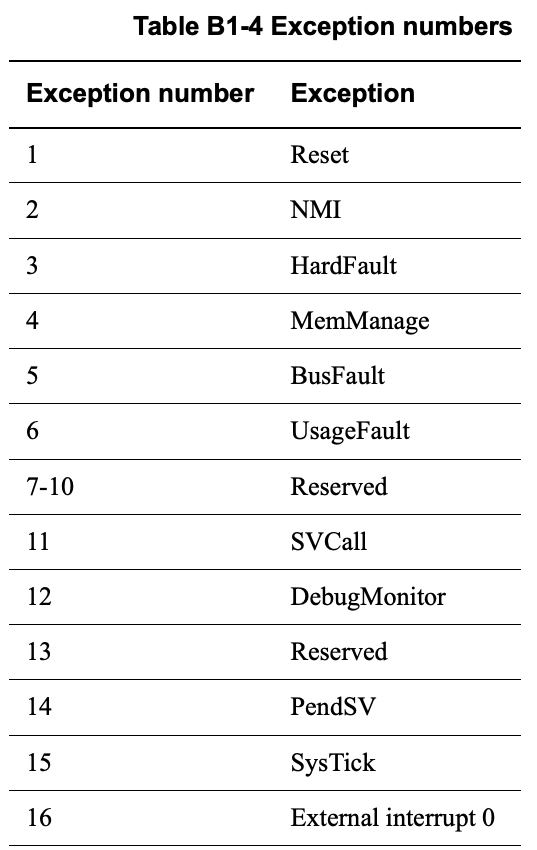 Table B1-4 Exception numbers
Exception number Exception
1 Reset
2 NMI
3 HardFault
4 MemManage
5 BusFault
6 UsageFault
7-10 Reserved
11 SVCall
12 DebugMonitor
13 Reserved
14 PendSV
15 SysTick
16 External interrupt 0